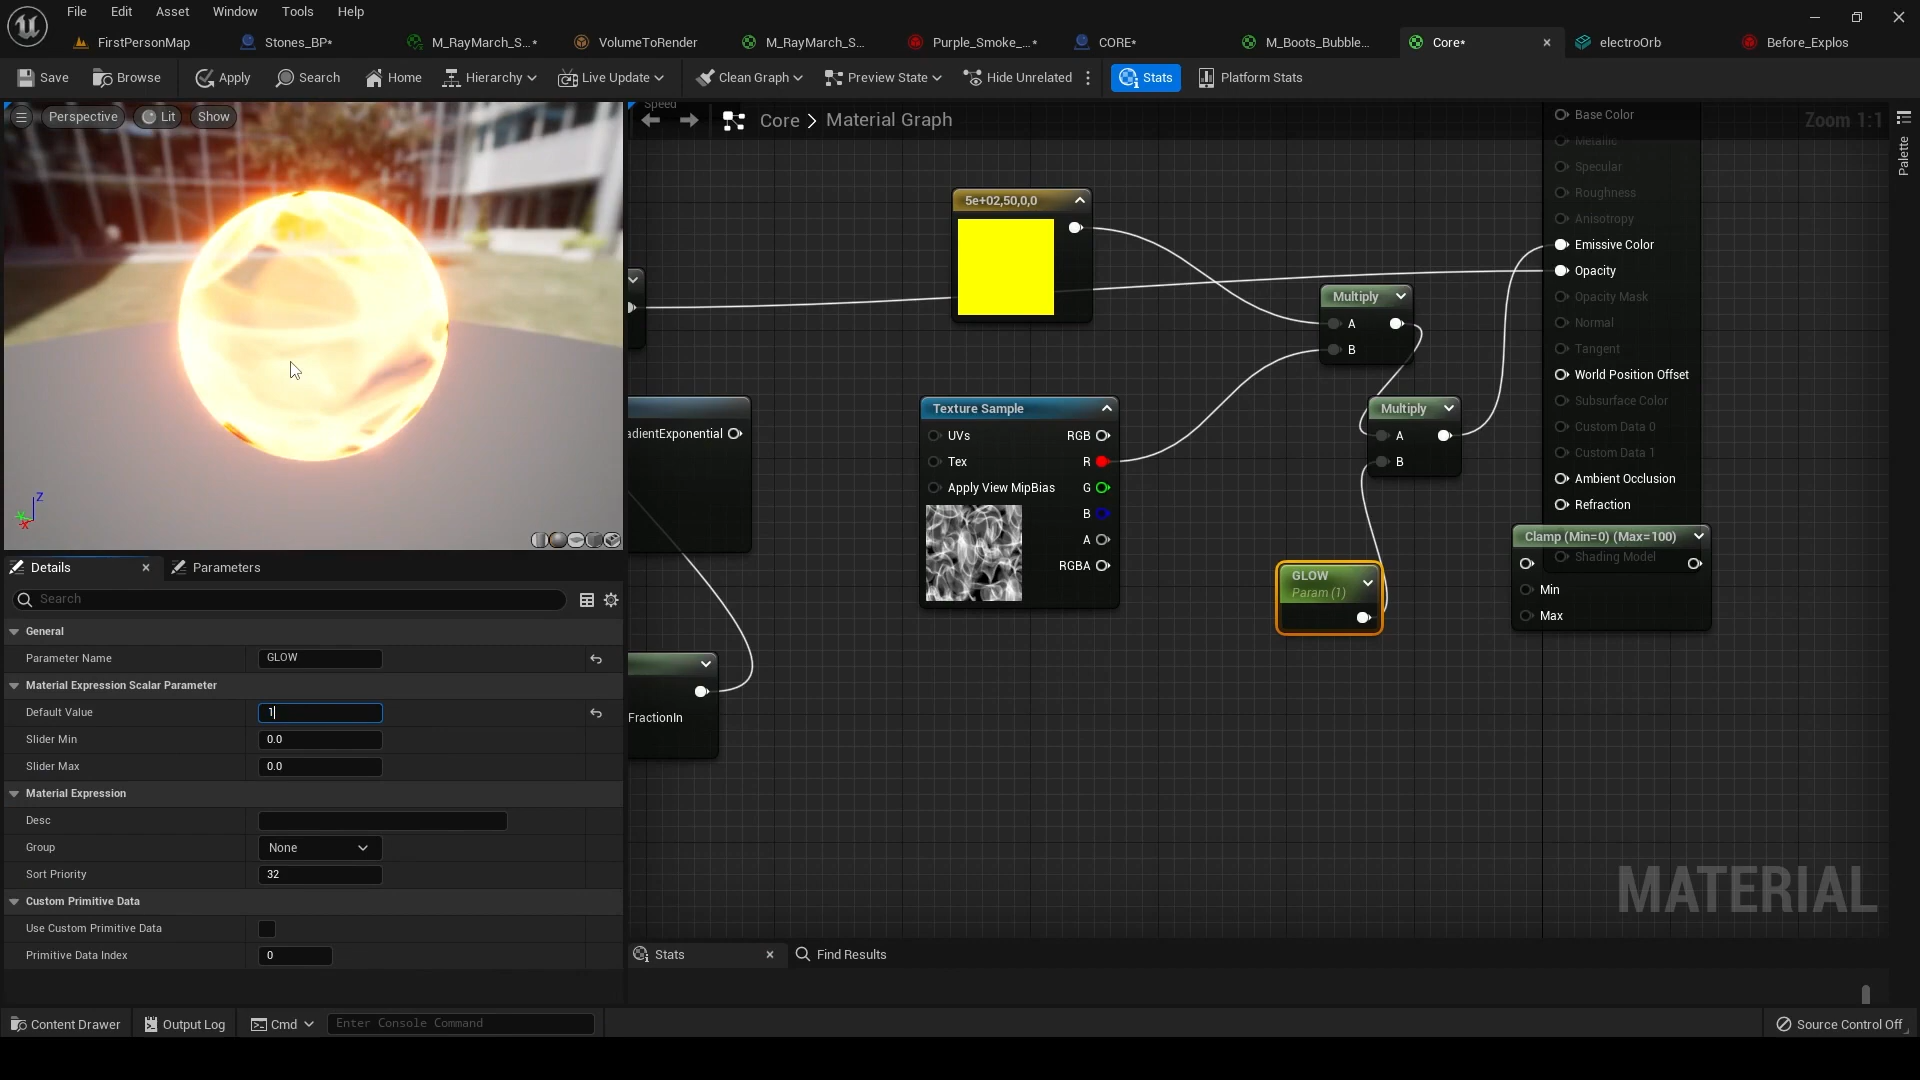 File Edit Asset Window Tools Help
FirstPersonMap Stones_BP* M_RayMarch_S...* VolumeToRender M_RayMarch_S... Purple_Smoke_...* CORE* M_Boots_Bubble... Core* electroOrb Before_Explos
Save Browse Apply Search Home Hierarchy Live Update Clean Graph Preview State Hide Unrelated Stats Platform Stats
Speed
Perspective Lit Show
Core > Material Graph
Zoom 1:1
Palette
Base Color
Metallic
Specular
Roughness
Anisotropy
Emissive Color
Opacity
Opacity Mask
Normal
Tangent
World Position Offset
Subsurface Color
Custom Data 0
Custom Data 1
Ambient Occlusion
Refraction
Shading Model
5e+02,50,0,0
Multiply
A
B
Multiply
A
B
Texture Sample
UVs RGB
Tex R
Apply View MipBias G
B
A
RGBA
adientExponential
FractionIn
GLOW
Param (1)
Clamp (Min=0) (Max=100)
Min
Max
MATERIAL
Z
X
Details Parameters
Search
General
Parameter Name GLOW
Material Expression Scalar Parameter
Default Value 1
Slider Min 0.0
Slider Max 0.0
Material Expression
Desc
Group None
Sort Priority 32
Custom Primitive Data
Use Custom Primitive Data
Primitive Data Index 0
Stats Find Results
Content Drawer Output Log Cmd Enter Console Command Source Control Off